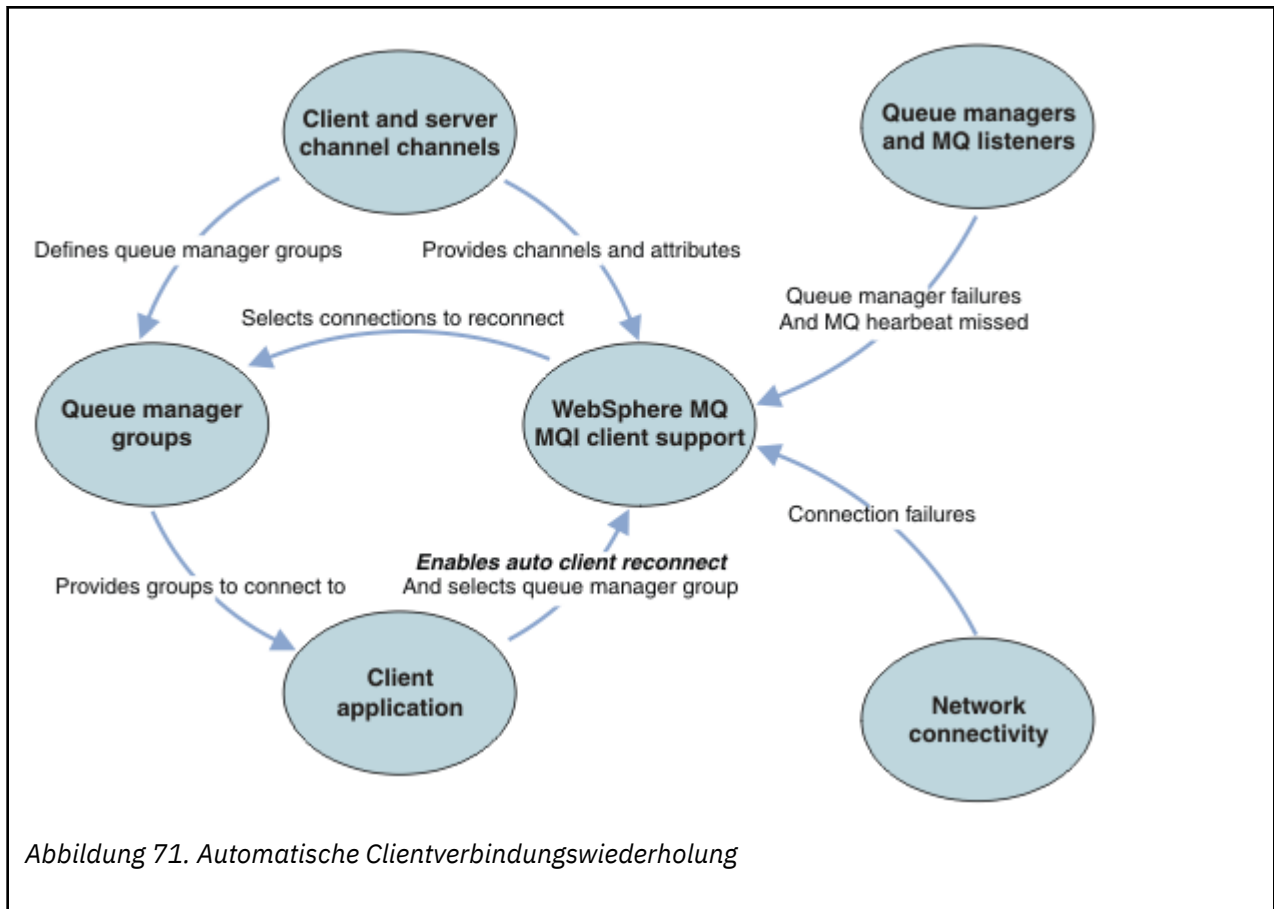 Client and server
channel channels
Queue managers
and MQ listeners
Defines queue manager groups
Provides channels and attributes
Queue manager failures
And MQ hearbeat missed
Selects connections to reconnect
Queue manager
groups
WebSphere MQ
MQI client support
Connection failures
Enables auto client reconnect
And selects queue manager group
Provides groups to connect to
Client
application
Network
connectivity
Abbildung 71. Automatische Clientverbindungswiederholung